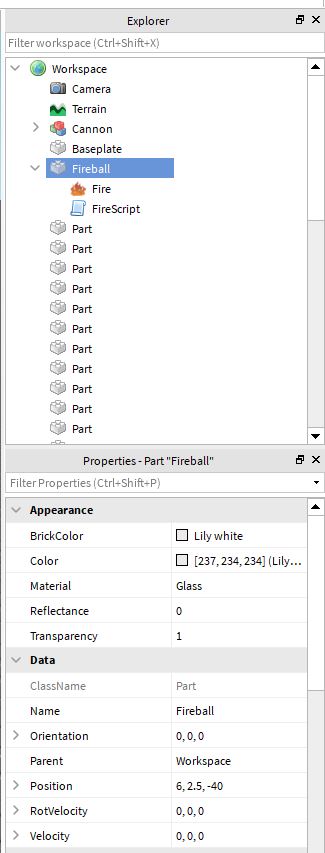 Explorer
Filter workspace (Ctrl+Shift+X)
Workspace
Camera
Terrain
Cannon
Baseplate
Fireball
Fire
FireScript
Part
Part
Part
Part
Part
Part
Part
Part
Part
Part
Part
Properties - Part "Fireball"
Filter Properties (Ctrl+Shift+P)
Appearance
BrickColor Lily white
Color [237, 234, 234] (Lily...
Material Glass
Reflectance 0
Transparency 1
Data
ClassName Part
Name Fireball
Orientation 0, 0, 0
Parent Workspace
Position 6, 2.5, -40
RotVelocity 0, 0, 0
Velocity 0, 0, 0